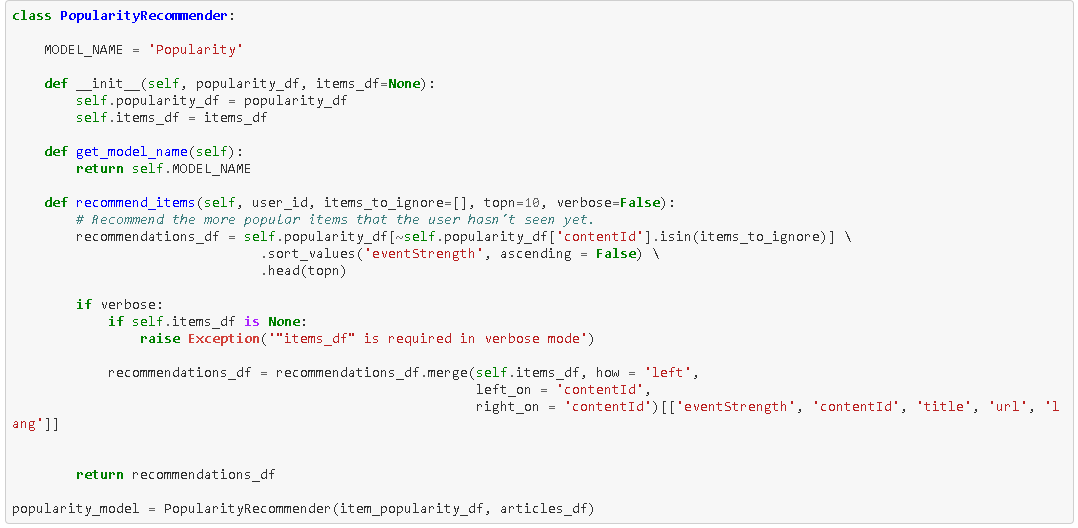 class PopularityRecommender:
    MODEL_NAME = 'Popularity'
    def __init__(self, popularity_df, items_df=None):
        self.popularity_df = popularity_df
        self.items_df = items_df
    def get_model_name(self):
        return self.MODEL_NAME
    def recommend_items(self, user_id, items_to_ignore=[], topn=10, verbose=False):
        # Recommend the more popular items that the user hasn't seen yet.
        recommendations_df = self.popularity_df[~self.popularity_df['contentId'].isin(items_to_ignore)] \
                               .sort_values('eventStrength', ascending = False) \
                               .head(topn)
        if verbose:
            if self.items_df is None:
                raise Exception('"items_df" is required in verbose mode')
            recommendations_df = recommendations_df.merge(self.items_df, how = 'left',
                                                          left_on = 'contentId',
                                                          right_on = 'contentId')[['eventStrength', 'contentId', 'title', 'url', 'l
ang']]
        return recommendations_df
popularity_model = PopularityRecommender(item_popularity_df, articles_df)